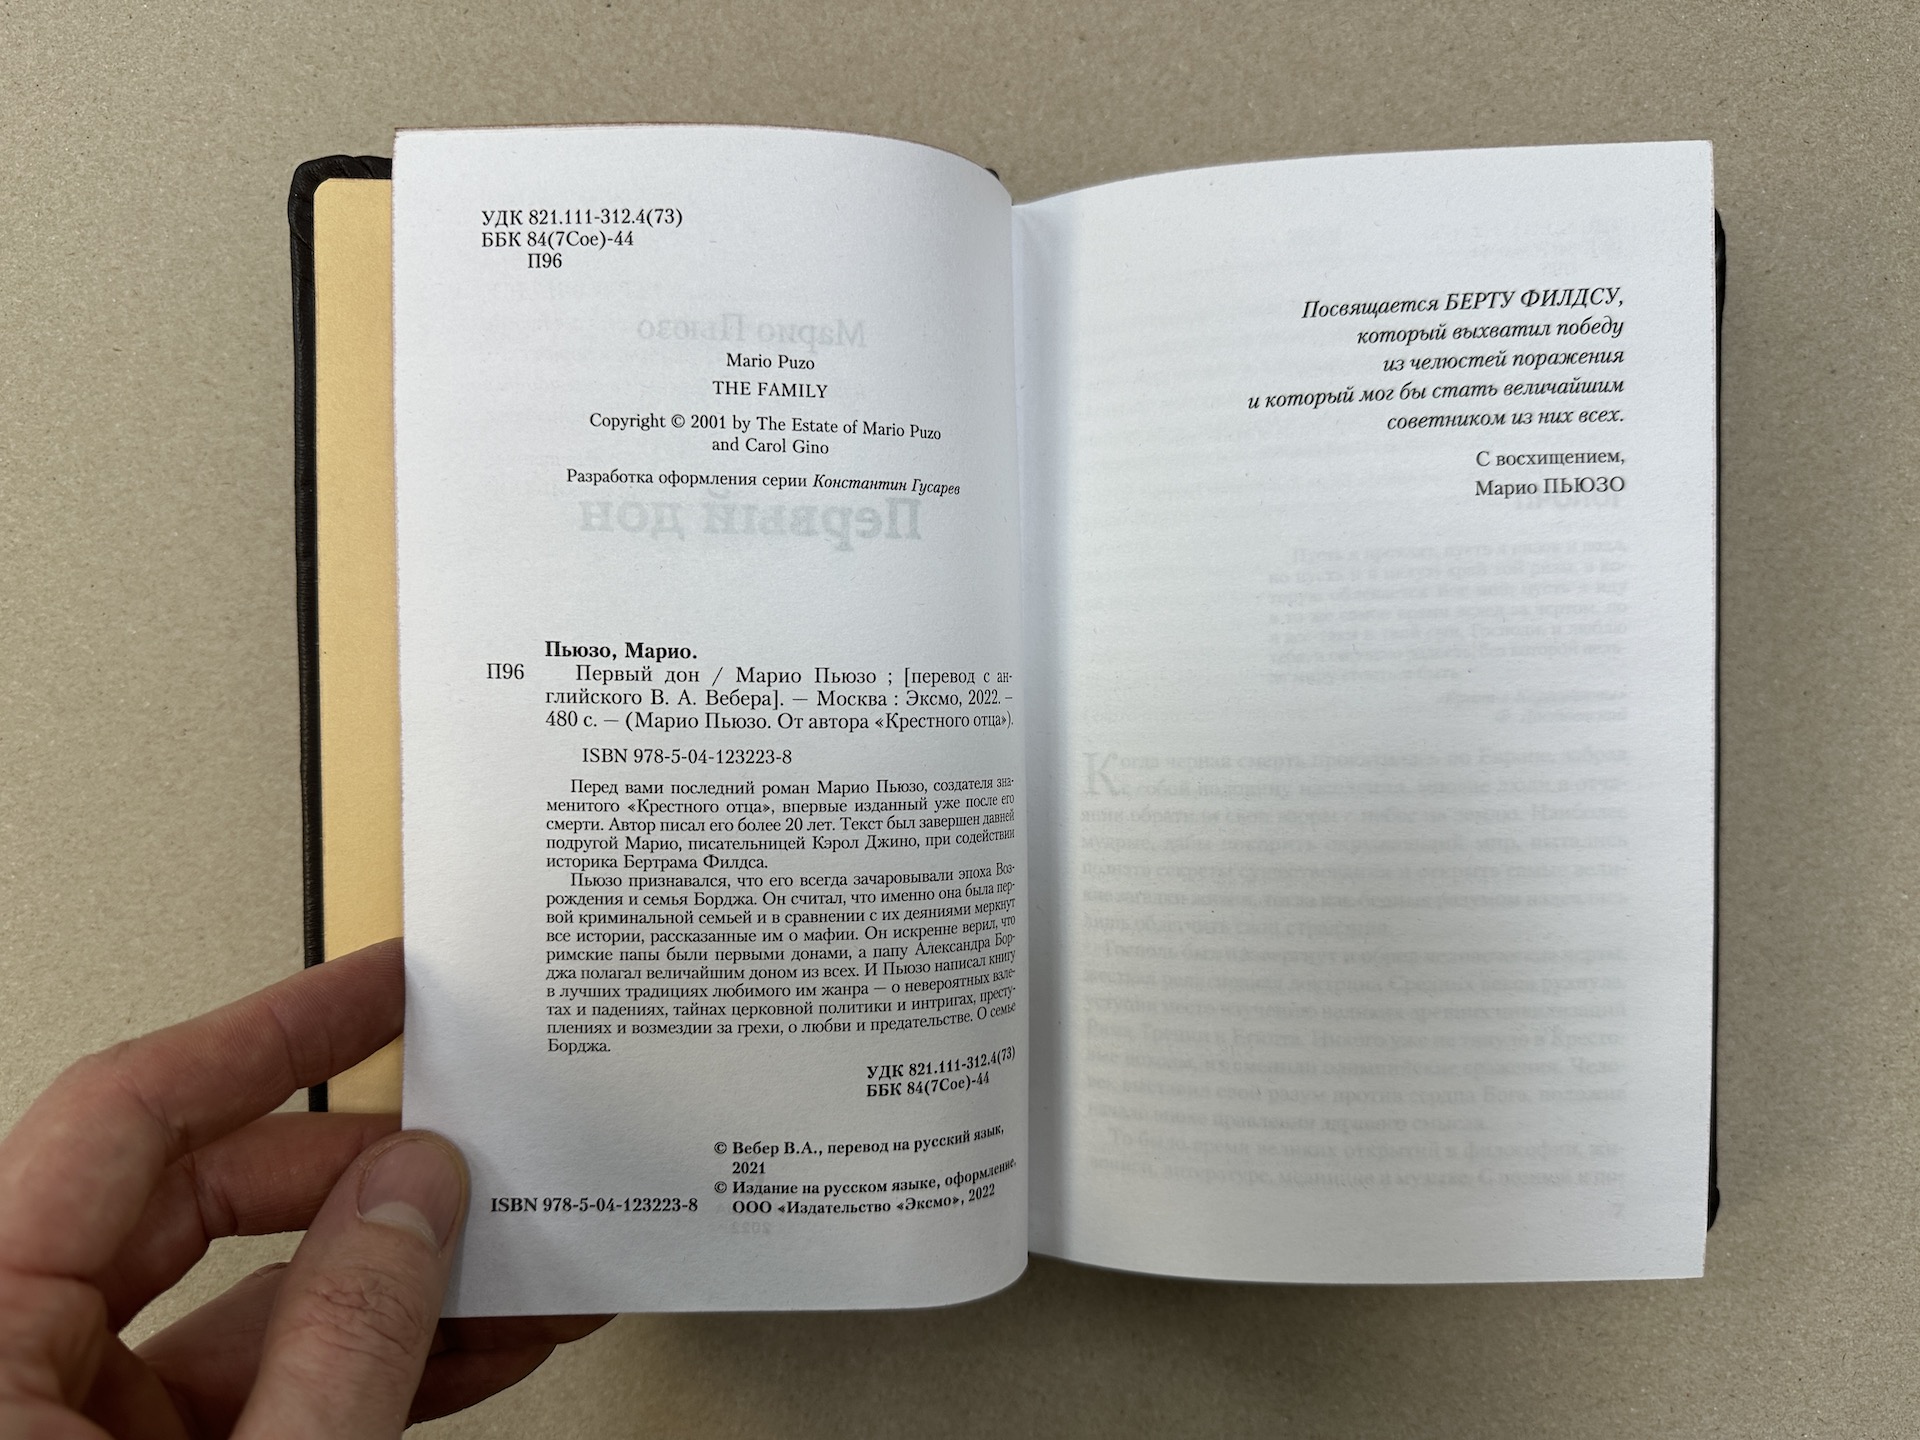 УДК 821.111-312.4(73)
ББК 84(7Сое)-44
П96
Mario Puzo
THE FAMILY
Copyright © 2001 by The Estate of Mario Puzo
and Carol Gino
Разработка оформления серии Константин Гусарев
Пьюзо, Марио.
П96 Первый дон / Марио Пьюзо ; [перевод с ан-
глийского В. А. Вебера]. — Москва : Эксмо, 2022. –
480 с. — (Марио Пьюзо. От автора «Крестного отца»).
ISBN 978-5-04-123223-8
Перед вами последний роман Марио Пьюзо, создателя зна-
менитого «Крестного отца», впервые изданный уже после его
смерти. Автор писал его более 20 лет. Текст был завершен давней
подругой Марио, писательницей Кэрол Джино, при содействии
историка Бертрама Филдса.
Пьюзо признавался, что его всегда зачаровывали эпоха Воз-
рождения и семья Борджа. Он считал, что именно она была пер-
вой криминальной семьей и в сравнении с их деяниями меркнут
все истории, рассказанные им о мафии. Он искренне верил, что
римские папы были первыми донами, а папу Александра Бор-
джа полагал величайшим доном из всех. И Пьюзо написал книгу
в лучших традициях любимого им жанра — о невероятных взле-
тах и падениях, тайнах церковной политики и интригах, престу-
плениях и возмездии за грехи, о любви и предательстве. О семье
Борджа.
УДК 821.111-312.4(73)
ББК 84(7Сое)-44
© Вебер В.А., перевод на русский язык,
2021
© Издание на русском языке, оформление.
ООО «Издательство «Эксмо», 2022
ISBN 978-5-04-123223-8
Посвящается БЕРТУ ФИЛДСУ,
который выхватил победу
из челюстей поражения
и который мог бы стать величайшим
советником из них всех.
С восхищением,
Марио ПЬЮЗО